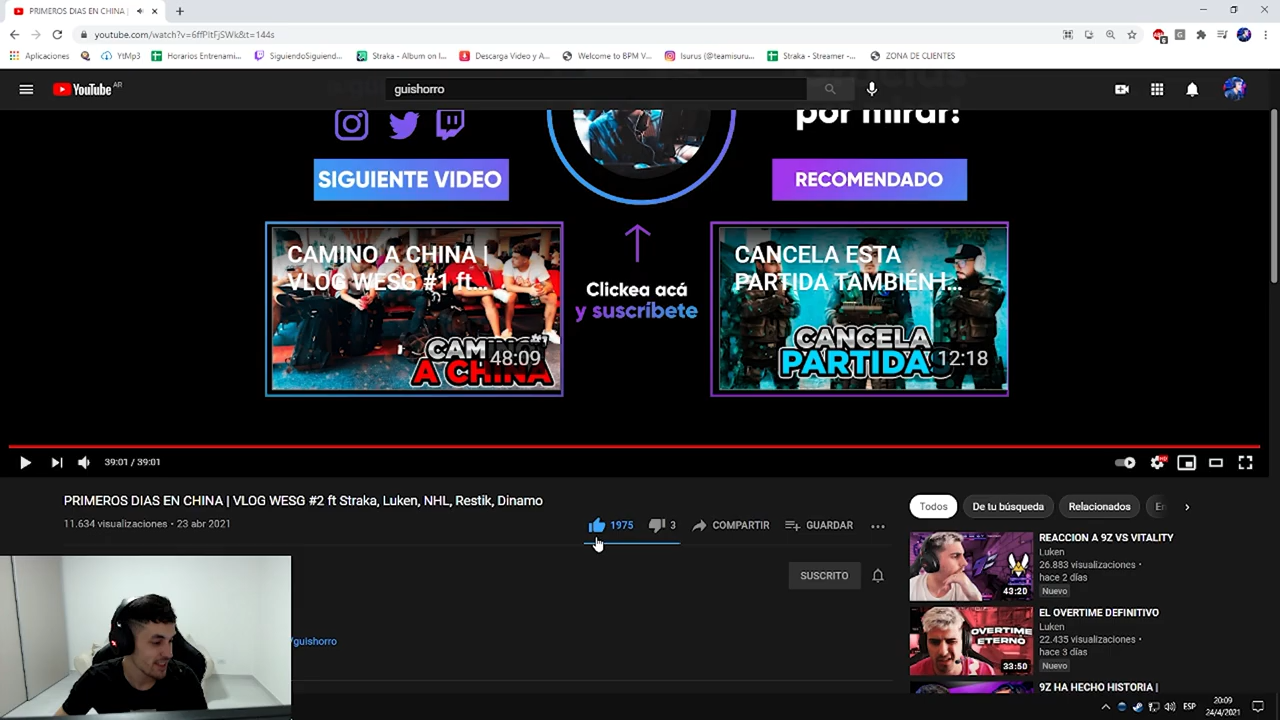 PRIMEROS DIAS EN CHINA |
youtube.com/watch?v=6ffPItFjSWk&t=144s
Aplicaciones
YtMp3
Horarios Entrenami...
SiguiendoSiguiend...
Straka - Album on I...
Descarga Video y A...
Welcome to BPM V...
Isurus (@teamisuru...
Straka - Streamer -...
ZONA DE CLIENTES
YouTube AR
guishorro
por mirar!
SIGUIENTE VIDEO
RECOMENDADO
CAMINO A CHINA |
VLOG WESG #1 ft...
48:09
A CHINA
Clickea acá
y suscríbete
CANCELA ESTA
PARTIDA TAMBIÉN |...
CANCELA
PARTIDAS
12:18
39:01 / 39:01
PRIMEROS DIAS EN CHINA | VLOG WESG #2 ft Straka, Luken, NHL, Restik, Dinamo
11.634 visualizaciones • 23 abr 2021
1975
3
COMPARTIR
GUARDAR
SUSCRITO
/guishorro
Todos
De tu búsqueda
Relacionados
REACCION A 9Z VS VITALITY
Luken
26.883 visualizaciones •
hace 2 días
Nuevo
43:20
EL OVERTIME DEFINITIVO
Luken
22.435 visualizaciones •
hace 3 días
Nuevo
OVERTIME
ETERNO
33:50
9Z HA HECHO HISTORIA |
ESP
20:09
24/4/2021